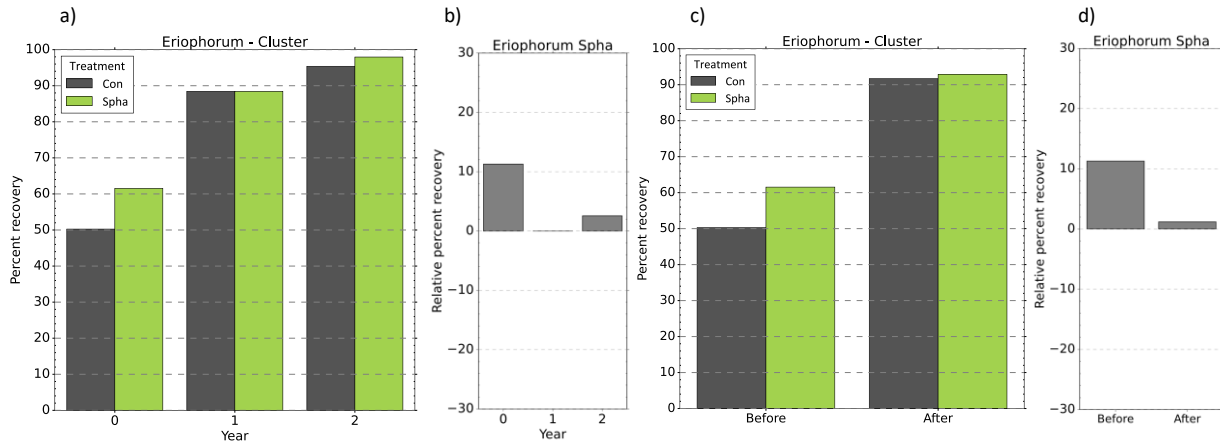 a)
Eriophorum - Cluster
Treatment
Con
Spha
Percent recovery
100
90
80
70
60
50
40
30
20
10
0
0 1 2
Year
b)
Eriophorum Spha
Relative percent recovery
30
20
10
0
−10
−20
−30
0 1 2
Year
c)
Eriophorum - Cluster
Treatment
Con
Spha
Percent recovery
100
90
80
70
60
50
40
30
20
10
0
Before After
d)
Eriophorum Spha
Relative percent recovery
30
20
10
0
−10
−20
−30
Before After